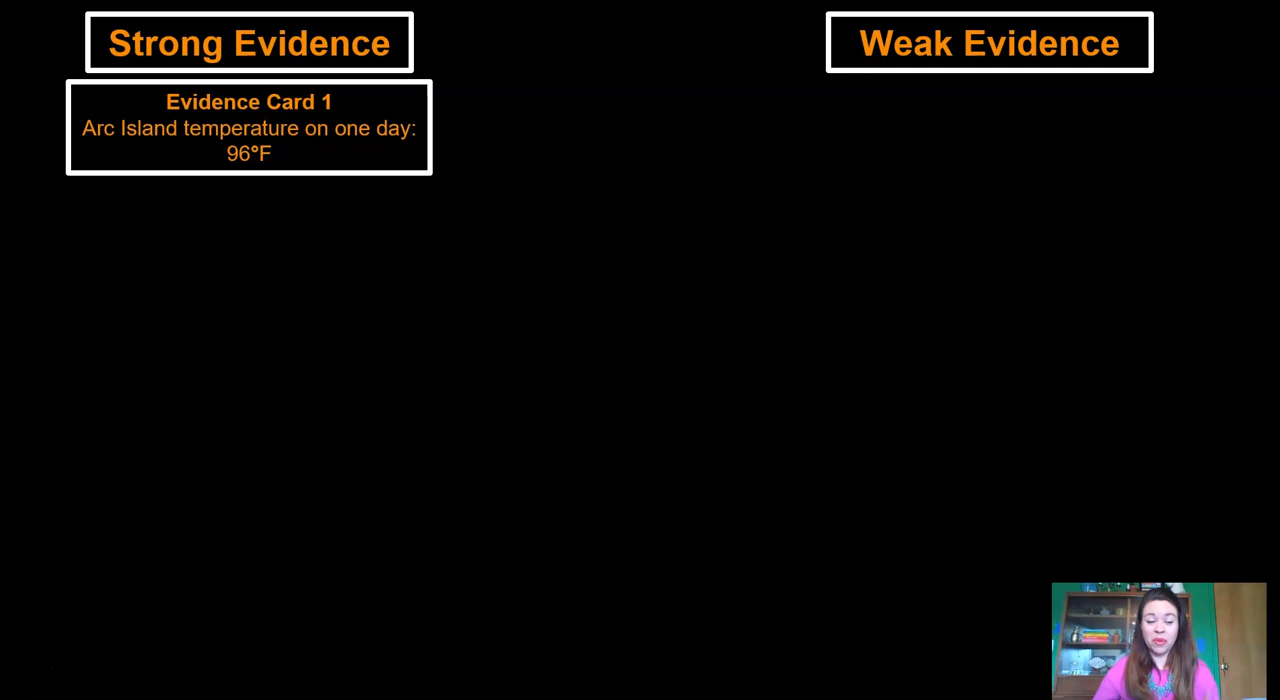 Strong Evidence
Weak Evidence
Evidence Card 1
Arc Island temperature on one day:
96°F